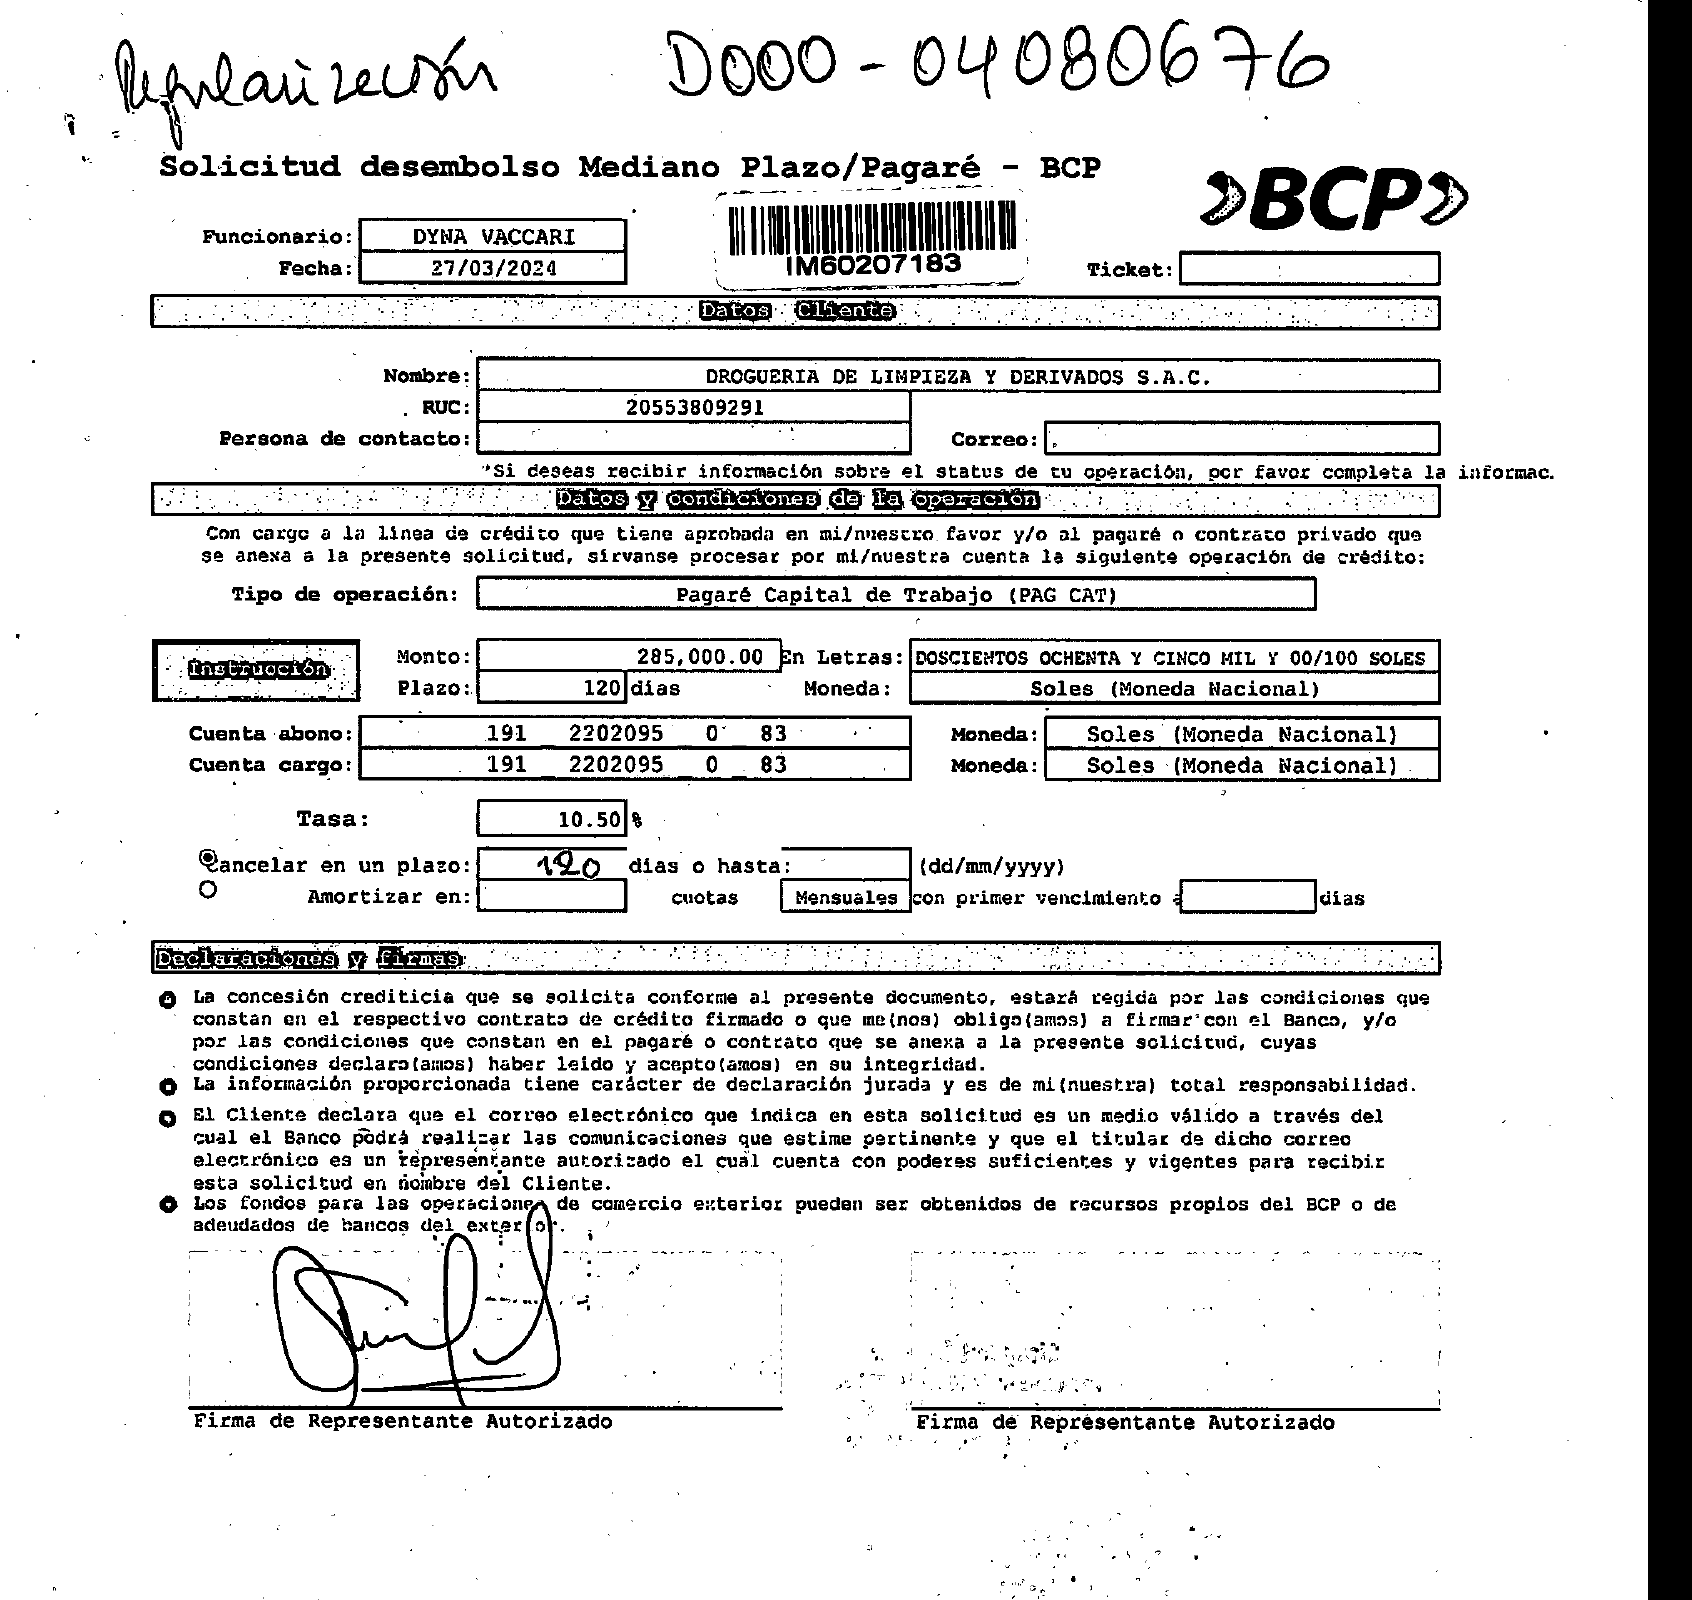 Regularización D000-04080676
Solicitud desembolso Mediano Plazo/Pagaré - BCP
»BCP»
Funcionario: DYNA VACCARI
Fecha: 27/03/2024
IM60207183
Ticket:
Datos Cliente
Nombre: DROGUERIA DE LIMPIEZA Y DERIVADOS S.A.C.
RUC: 20553809291
Persona de contacto: Correo:
*Si deseas recibir información sobre el status de tu operación, por favor completa la informac.
Datos y condiciones de la operación
Con cargo a la linea de crédito que tiene aprobada en mi/nuestro favor y/o al pagaré o contrato privado que
se anexa a la presente solicitud, sirvanse procesar por mi/nuestra cuenta la siguiente operación de crédito:
Tipo de operación: Pagaré Capital de Trabajo (PAG CAT)
Instrucción
Monto: 285,000.00 En Letras: DOSCIENTOS OCHENTA Y CINCO MIL Y 00/100 SOLES
Plazo: 120 dias Moneda: Soles (Moneda Nacional)
Cuenta abono: 191 2202095 0 83 Moneda: Soles (Moneda Nacional)
Cuenta cargo: 191 2202095 0 83 Moneda: Soles (Moneda Nacional)
Tasa: 10.50 %
Cancelar en un plazo: 120 dias o hasta: (dd/mm/yyyy)
Amortizar en: cuotas Mensuales con primer vencimiento a dias
Declaraciones y firmas
La concesión crediticia que se solicita conforme al presente documento, estará regida por las condiciones que
constan en el respectivo contrato de crédito firmado o que me(nos) obligo(amos) a firmar con el Banco, y/o
por las condiciones que constan en el pagaré o contrato que se anexa a la presente solicitud, cuyas
condiciones declaro(amos) haber leido y acepto(amos) en su integridad.
La información proporcionada tiene carácter de declaración jurada y es de mi(nuestra) total responsabilidad.
El Cliente declara que el correo electrónico que indica en esta solicitud es un medio válido a través del
cual el Banco podrá realizar las comunicaciones que estime pertinente y que el titular de dicho correo
electrónico es un representante autorizado el cual cuenta con poderes suficientes y vigentes para recibir
esta solicitud en nombre del Cliente.
Los fondos para las operaciones de comercio exterior pueden ser obtenidos de recursos propios del BCP o de
adeudados de bancos del exterior.
Firma de Representante Autorizado Firma de Representante Autorizado